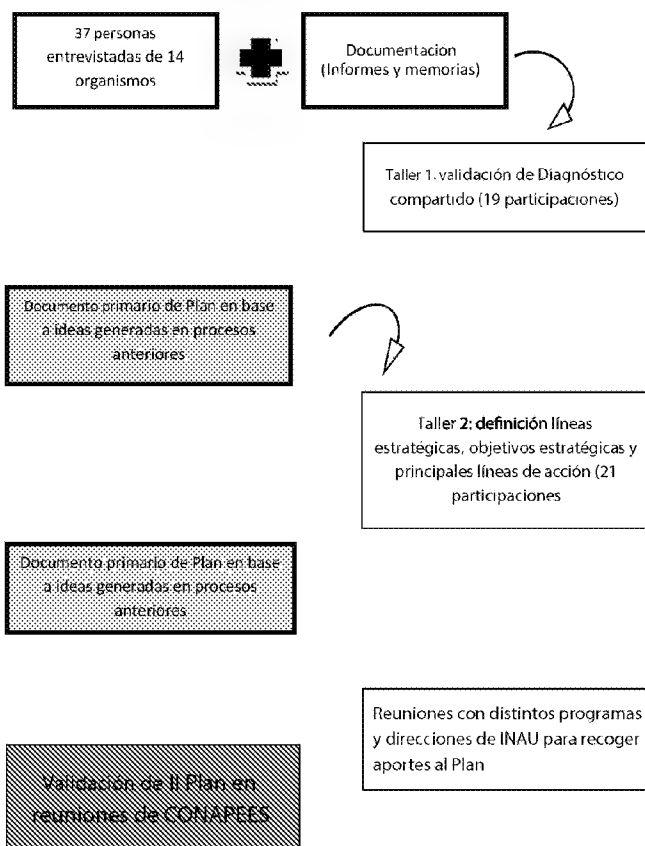 37 personas
entrevistadas de 14
organismos
Documentacion
(Informes y memorias)
Taller 1. validación de Diagnóstico
compartido (19 participaciones)
Documento primario de Plan en base
a ideas generadas en procesos
anteriores
Taller 2: definición líneas
estratégicas, objetivos estratégicas y
principales líneas de acción (21
participaciones
Documento primario de Plan en base
a ideas generadas en procesos
anteriores
Reuniones con distintos programas
y direcciones de INAU para recoger
aportes al Plan
Validación de II Plan en
reuniones de CONAPEES